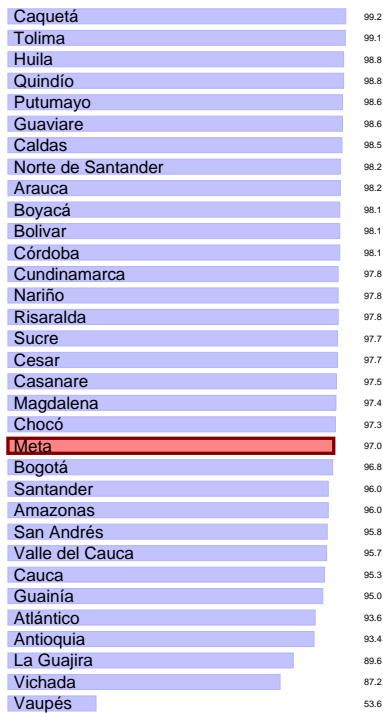 Caquetá 99.2
Tolima 99.1
Huila 98.8
Quindío 98.8
Putumayo 98.6
Guaviare 98.6
Caldas 98.5
Norte de Santander 98.2
Arauca 98.2
Boyacá 98.1
Bolivar 98.1
Córdoba 98.1
Cundinamarca 97.8
Nariño 97.8
Risaralda 97.8
Sucre 97.7
Cesar 97.7
Casanare 97.5
Magdalena 97.4
Chocó 97.3
Meta 97.0
Bogotá 96.8
Santander 96.0
Amazonas 96.0
San Andrés 95.8
Valle del Cauca 95.7
Cauca 95.3
Guainía 95.0
Atlántico 93.6
Antioquia 93.4
La Guajira 89.6
Vichada 87.2
Vaupés 53.6